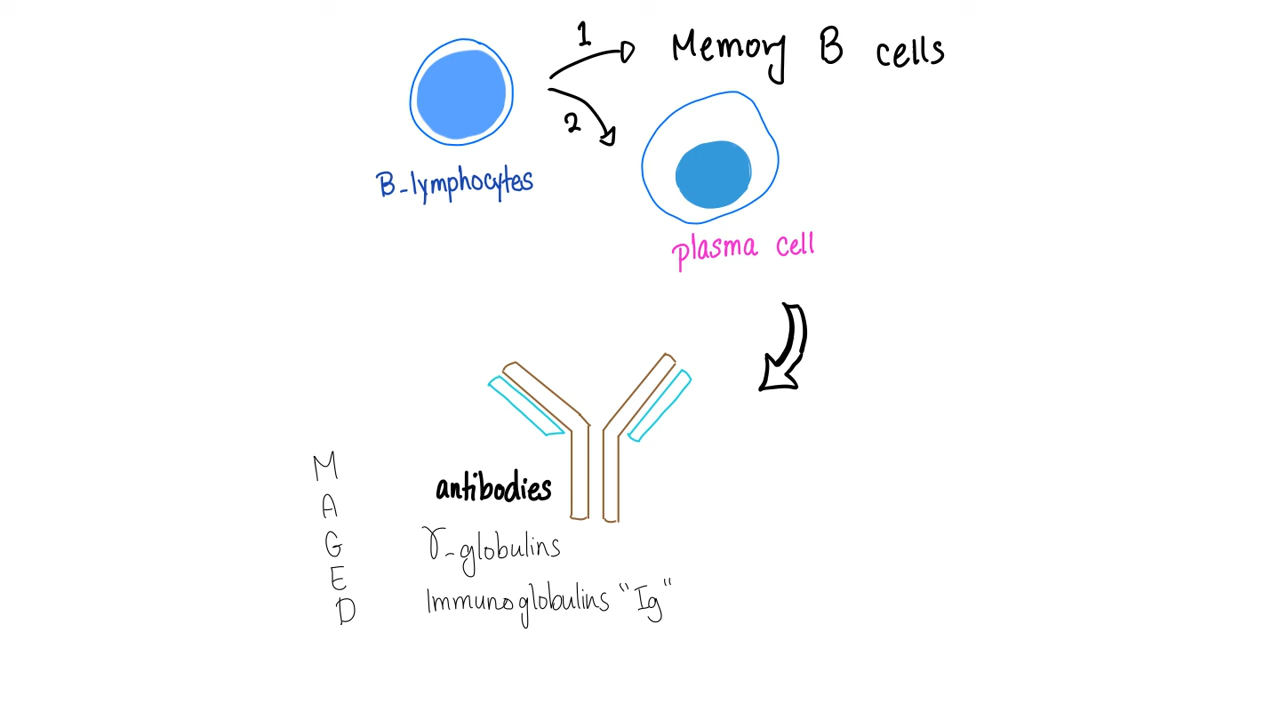 1
Memory B cells
2
B-lymphocytes
plasma cell
M
A
G
E
D
antibodies
γ-globulins
Immunoglobulins "Ig"